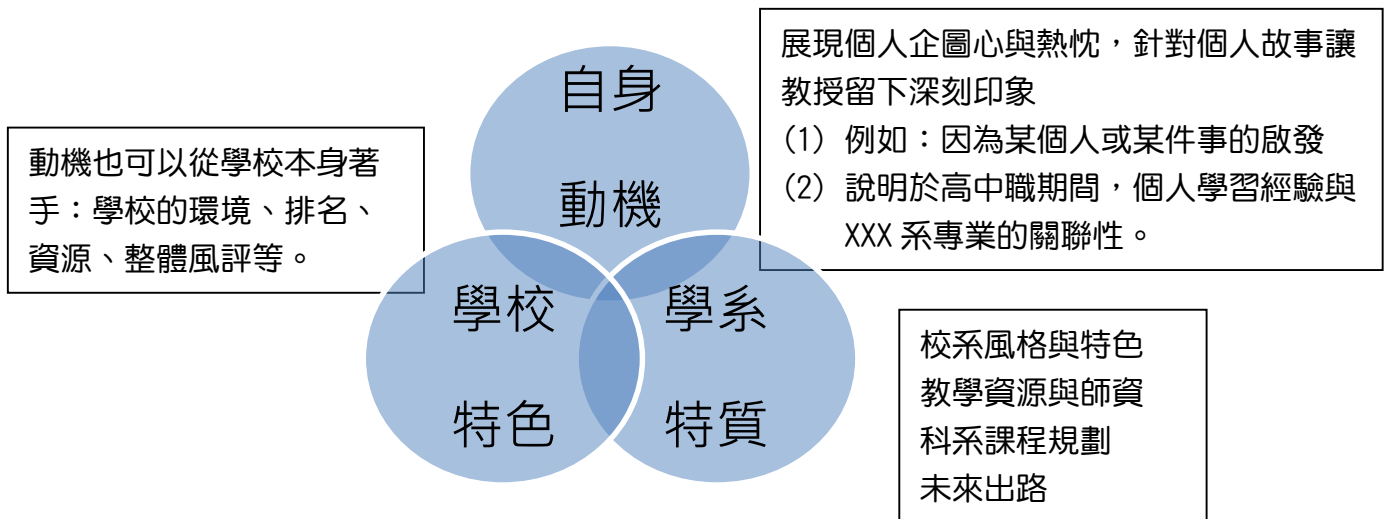 自身
動機
展現個人企圖心與熱忱，針對個人故事讓
教授留下深刻印象
(1) 例如：因為某個人或某件事的啟發
(2) 說明於高中職期間，個人學習經驗與
XXX 系專業的關聯性。
動機也可以從學校本身著
手：學校的環境、排名、
資源、整體風評等。
學校
特色
學系
特質
校系風格與特色
教學資源與師資
科系課程規劃
未來出路